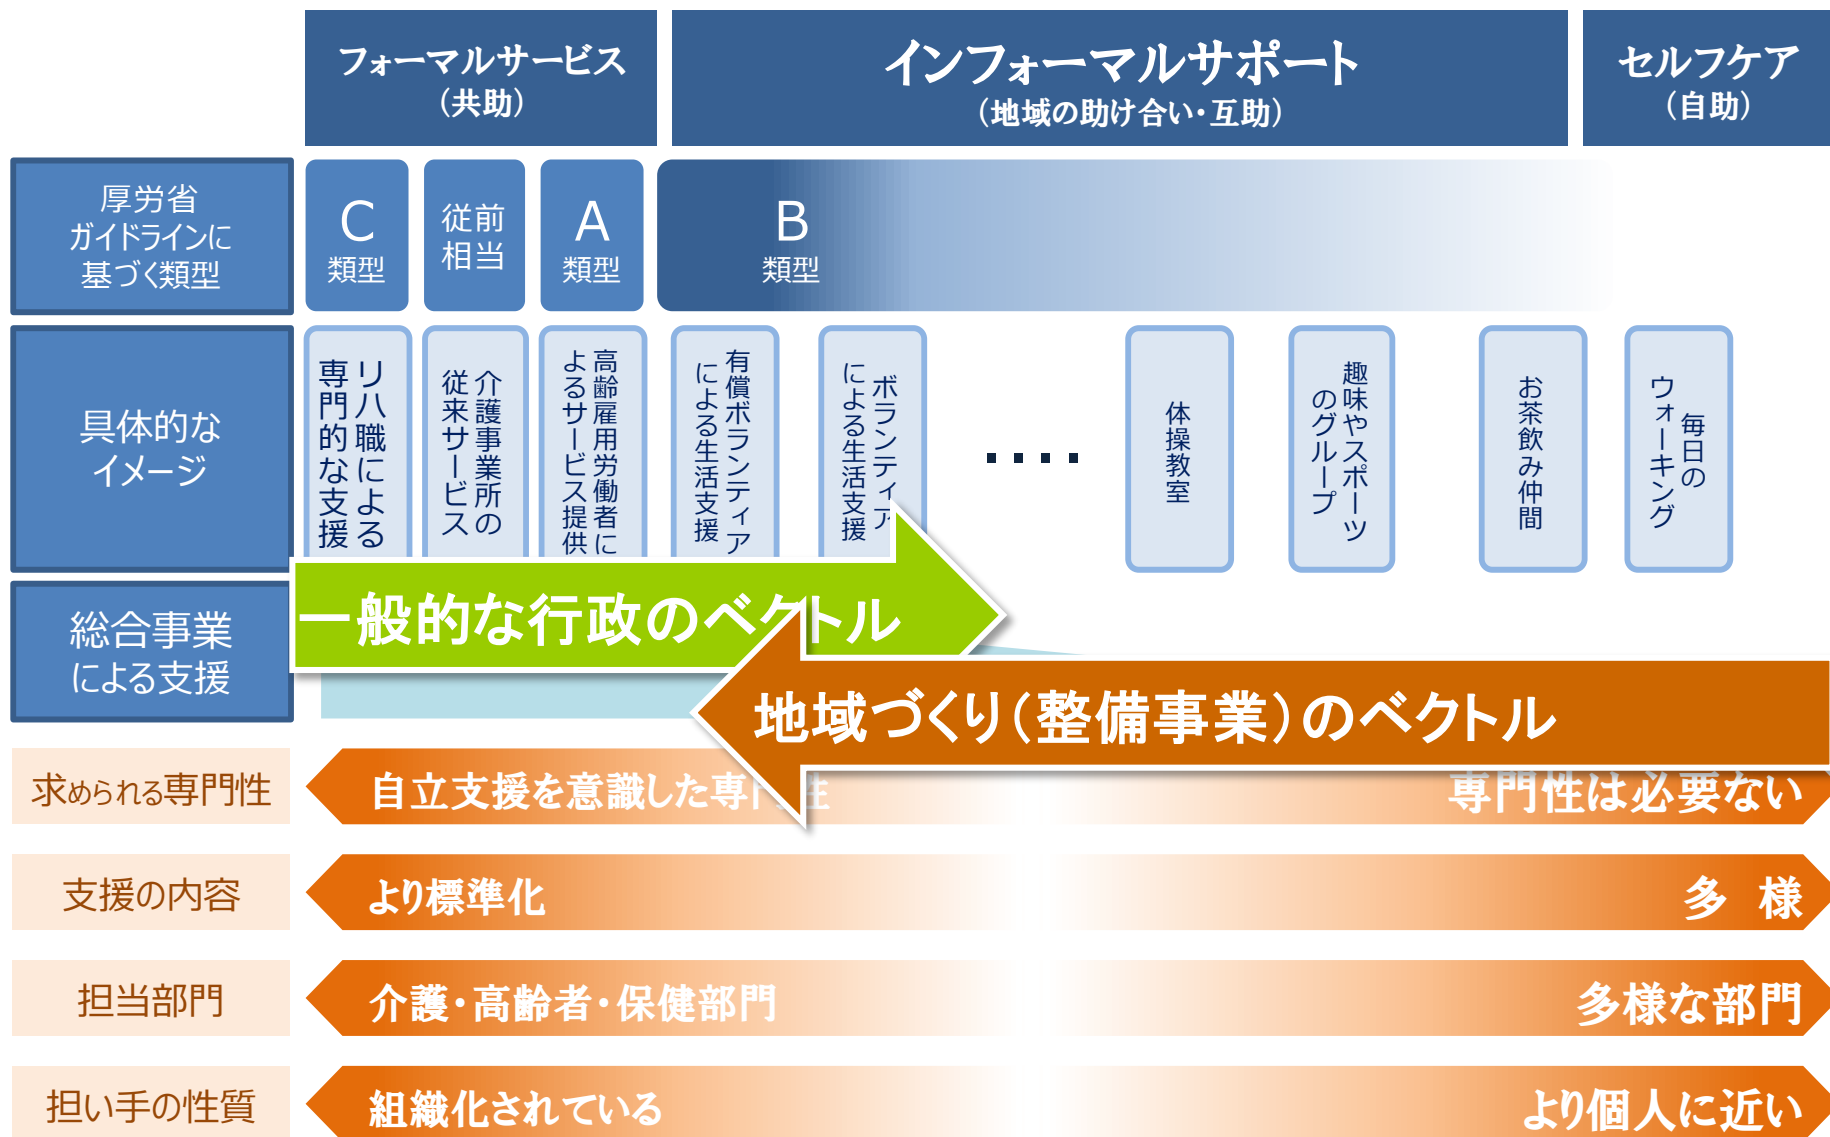 フォーマルサービス
（共助）
インフォーマルサポート
（地域の助け合い・互助）
セルフケア
（自助）
厚労省
ガイドラインに
基づく類型
C
類型
従前
相当
A
類型
B
類型
具体的な
イメージ
リハ職による
専門的な支援
介護事業所の
従来サービス
高齢雇用労働者に
よるサービス提供
有償ボランティア
による生活支援
ボランティア
による生活支援
‥‥
体操教室
趣味やスポーツ
のグループ
お茶飲み仲間
毎日の
ウォーキング
総合事業
による支援
一般的な行政のベクトル
地域づくり（整備事業）のベクトル
求められる専門性
自立支援を意識した専門性
専門性は必要ない
支援の内容
より標準化
多 様
担当部門
介護・高齢者・保健部門
多様な部門
担い手の性質
組織化されている
より個人に近い